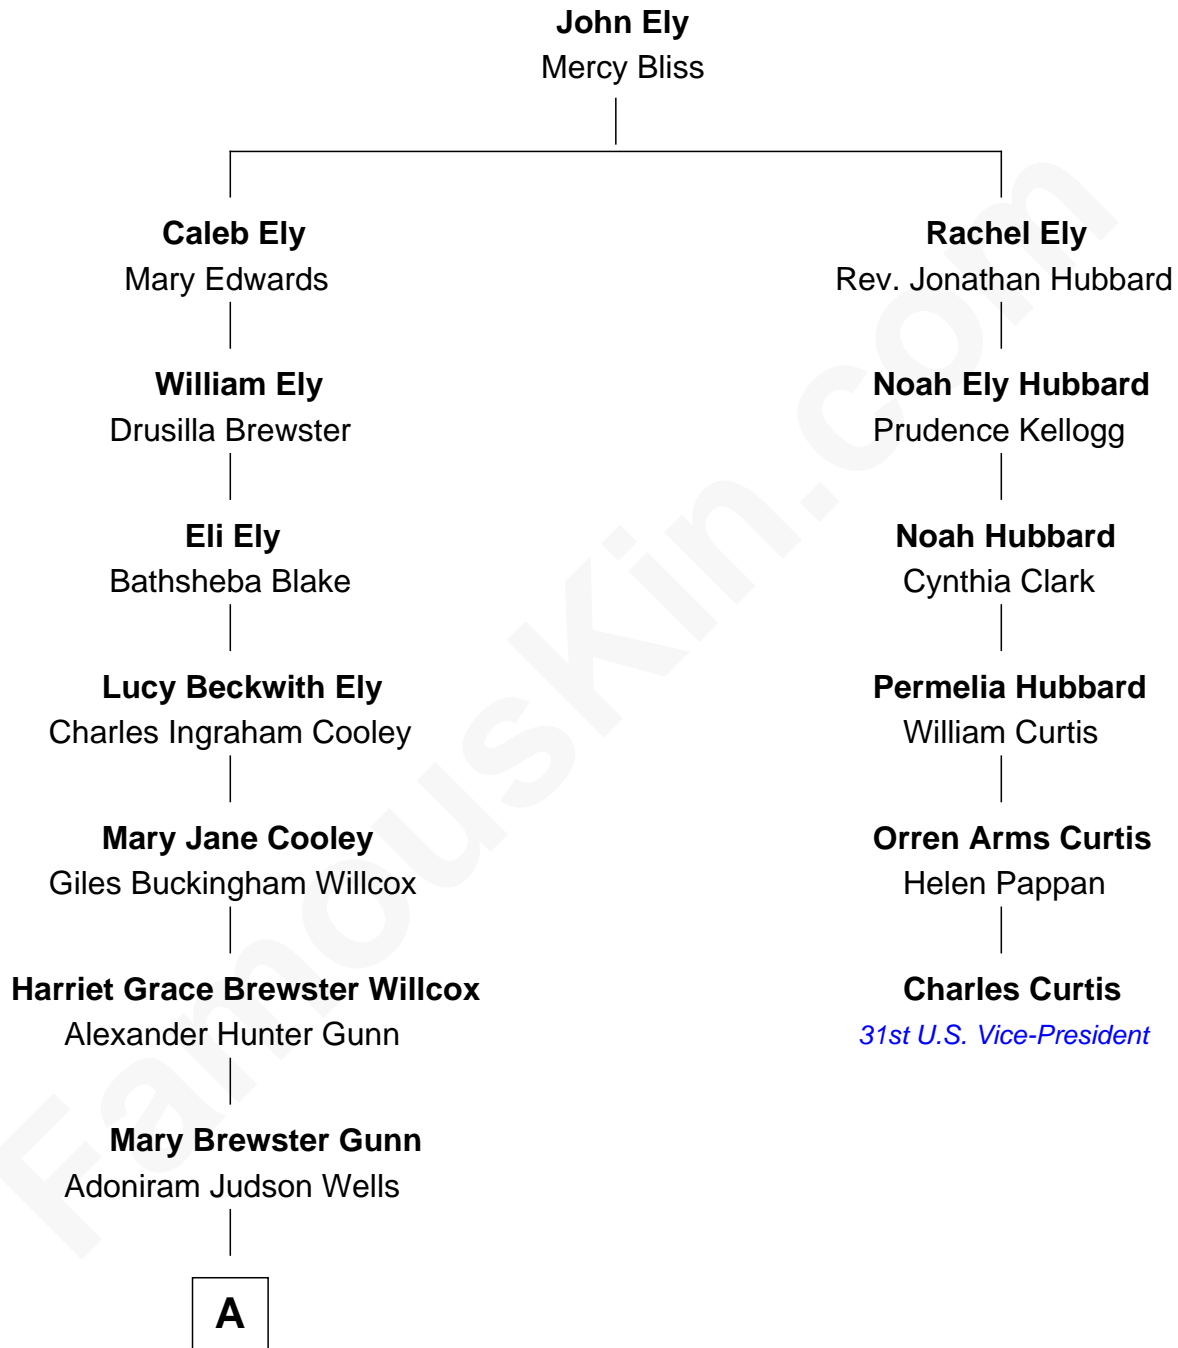 John Ely
Mercy Bliss
Caleb Ely
Mary Edwards
Rachel Ely
Rev. Jonathan Hubbard
William Ely
Drusilla Brewster
Noah Ely Hubbard
Prudence Kellogg
Eli Ely
Bathsheba Blake
Noah Hubbard
Cynthia Clark
Lucy Beckwith Ely
Charles Ingraham Cooley
Permelia Hubbard
William Curtis
Mary Jane Cooley
Giles Buckingham Willcox
Orren Arms Curtis
Helen Pappan
Harriet Grace Brewster Willcox
Alexander Hunter Gunn
Charles Curtis
31st U.S. Vice-President
Mary Brewster Gunn
Adoniram Judson Wells
A
FamousKin.com